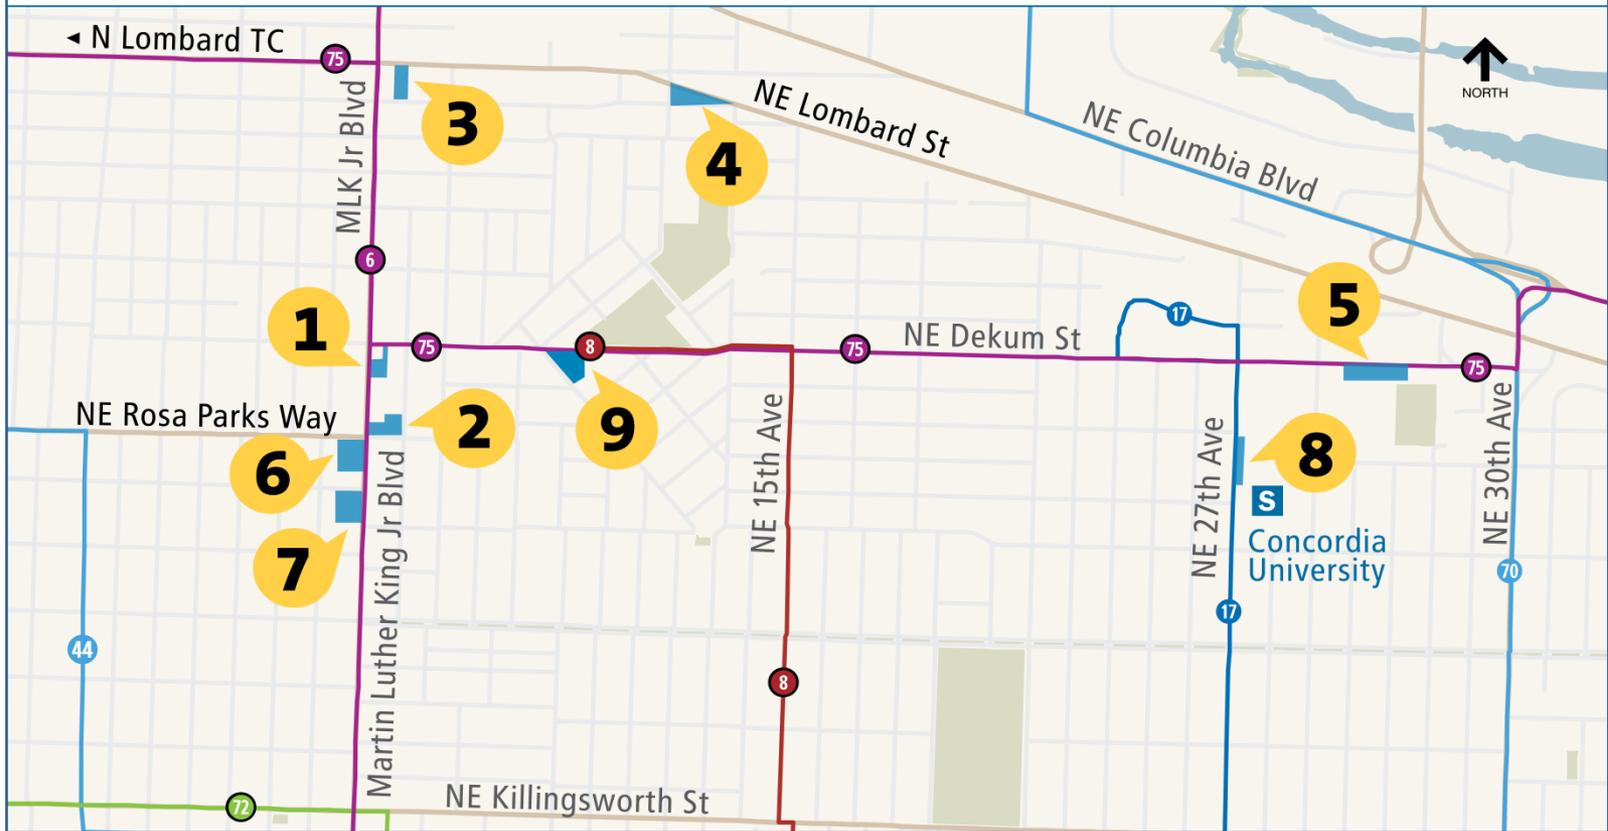 ◄ N Lombard TC
75
MLK Jr Blvd
3
4
NE Lombard St
NE Columbia Blvd
NORTH
6
1
75
8
75
NE Dekum St
17
5
75
NE Rosa Parks Way
2
9
6
7
Martin Luther King Jr Blvd
NE 15th Ave
NE 27th Ave
8
S
Concordia
University
NE 30th Ave
70
17
44
8
72
NE Killingsworth St